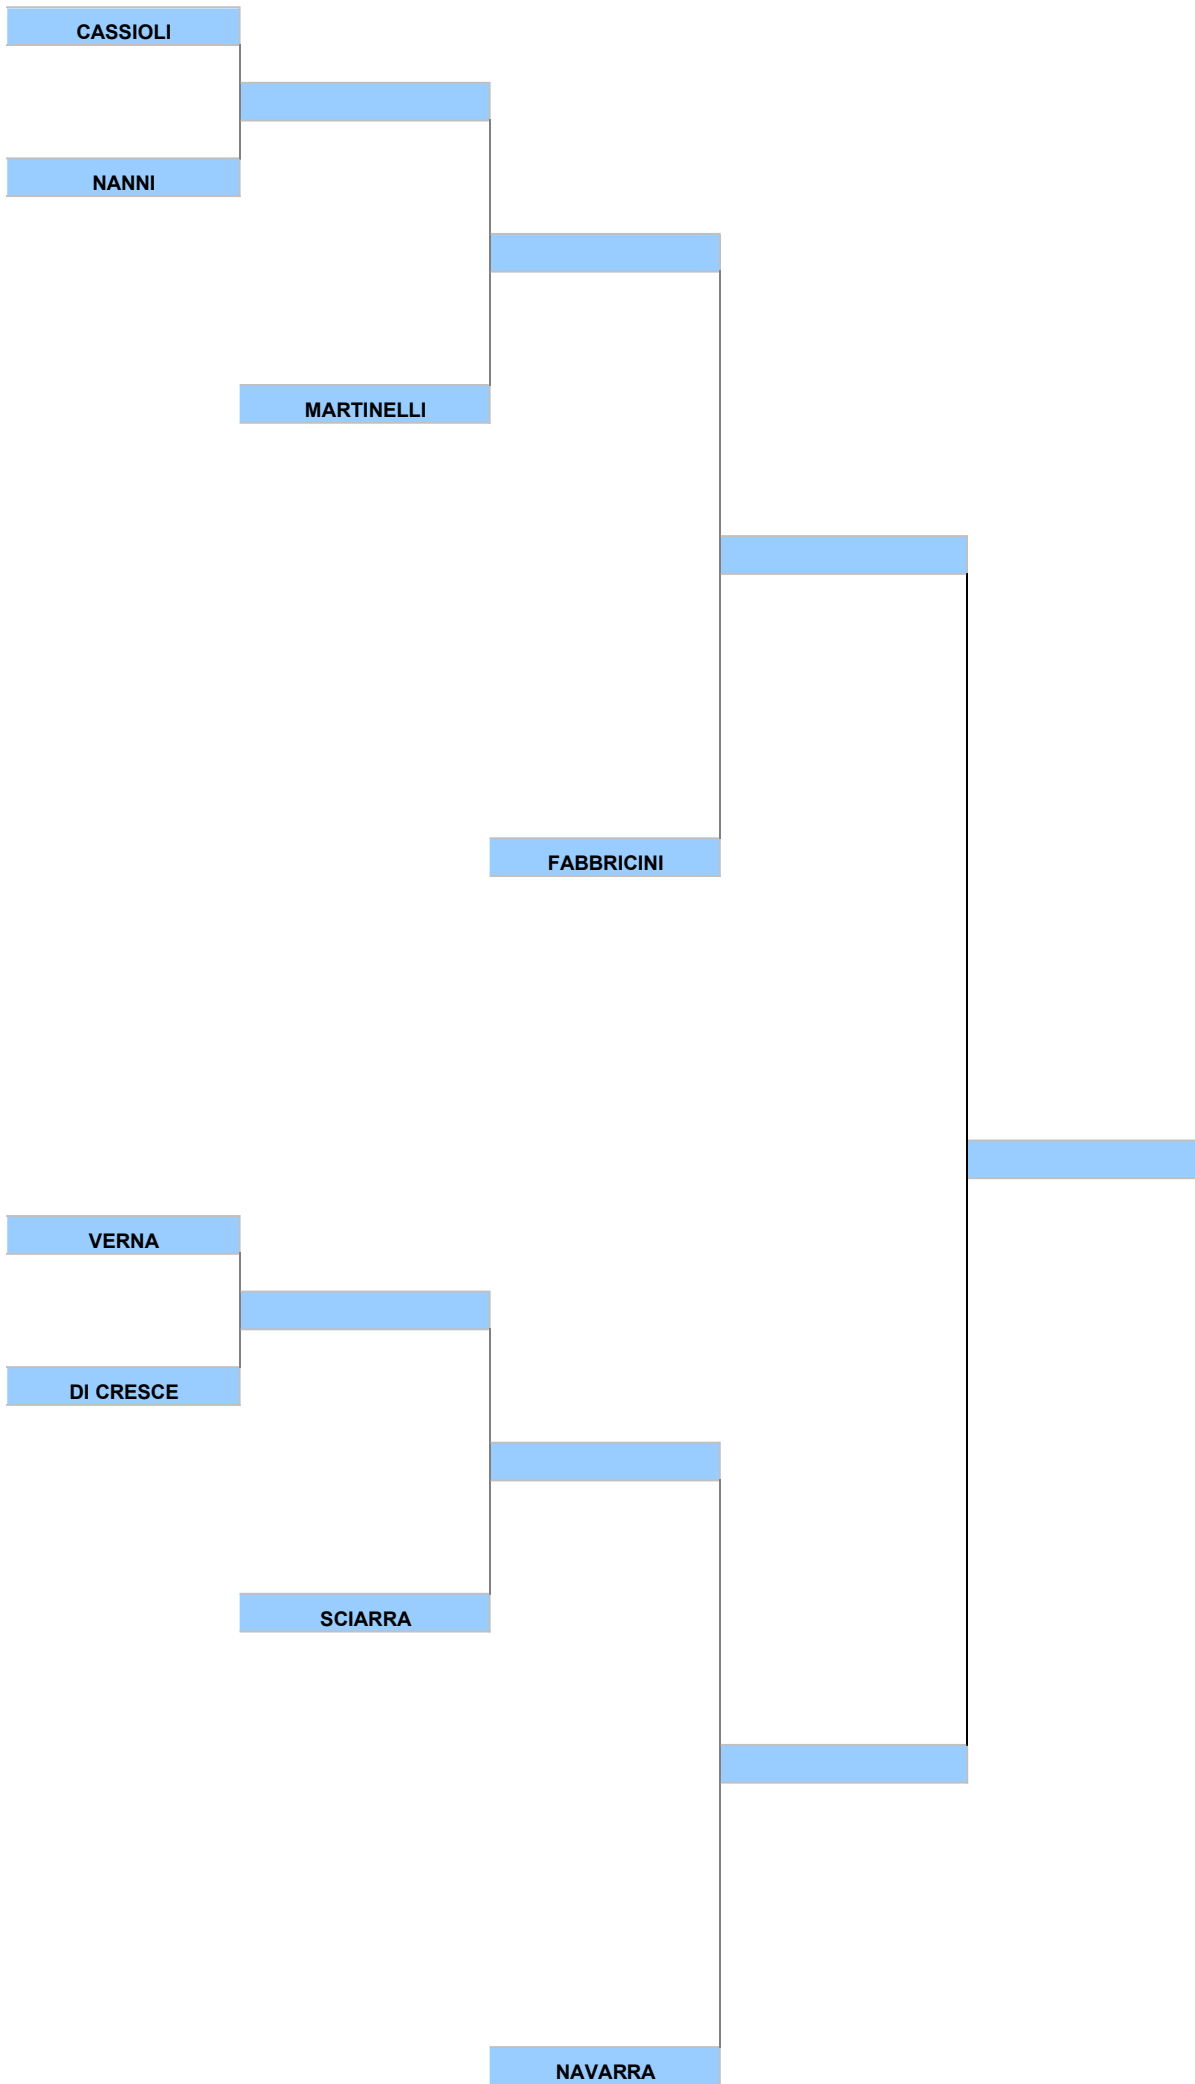 CASSIOLI
NANNI
MARTINELLI
FABBRICINI
VERNA
DI CRESCE
SCIARRA
NAVARRA